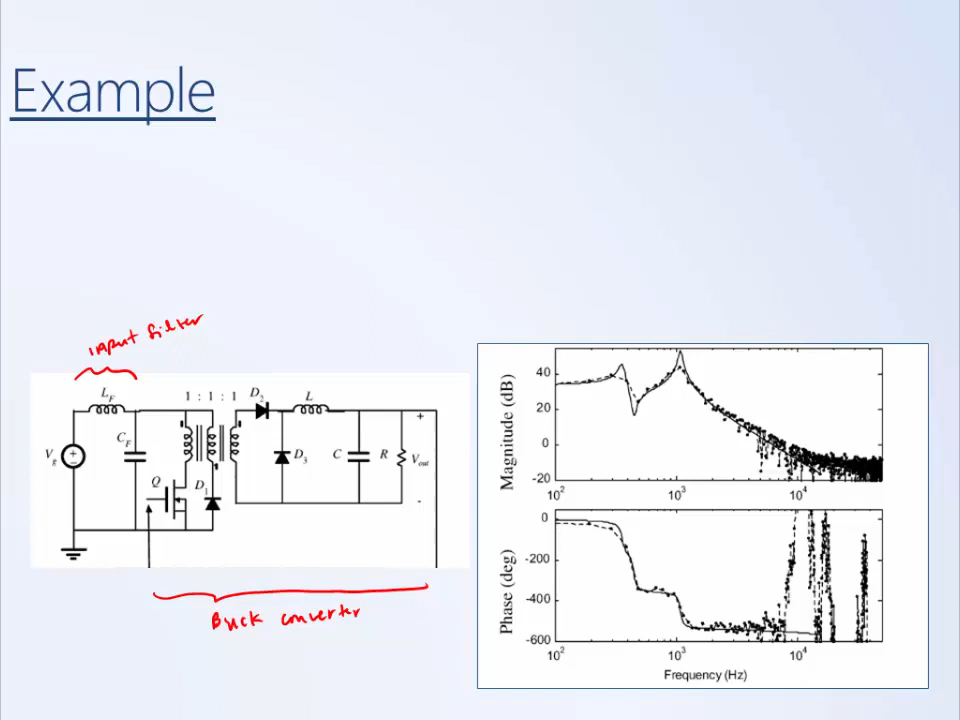 Example
input filter
L_F
1 : 1 : 1
D_2
L
+
C_F
V_g
+
−
D_3
C
R
V_out
Q
D_1
-
Buck converter
Magnitude (dB)
40
20
0
-20
10^2
10^3
10^4
Phase (deg)
0
-200
-400
-600
10^2
10^3
10^4
Frequency (Hz)